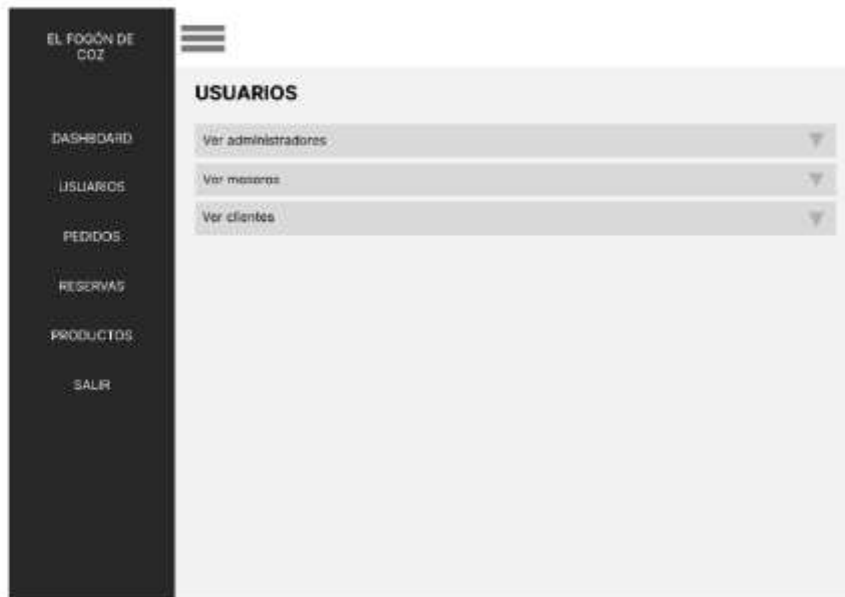 EL FOGÓN DE
COZ
DASHBOARD
USUARIOS
PEDIDOS
RESERVAS
PRODUCTOS
SALIR
USUARIOS
Ver administradores
Ver meseros
Ver clientes